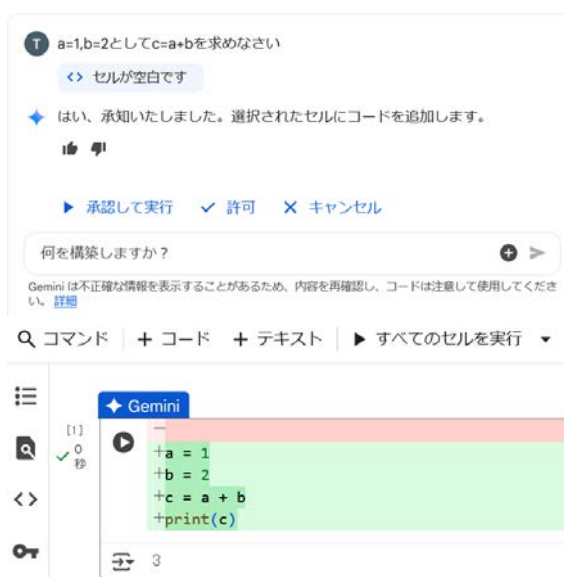 T a=1,b=2としてc=a+bを求めなさい
<> セルが空白です
はい、承知いたしました。選択されたセルにコードを追加します。
承認して実行 許可 キャンセル
何を構築しますか？
Gemini は不正確な情報を表示することがあるため、内容を再確認し、コードは注意して使用してくださ
い。 詳細
コマンド + コード + テキスト すべてのセルを実行
Gemini
[1]
0
秒
−
+a = 1
+b = 2
+c = a + b
+print(c)
3